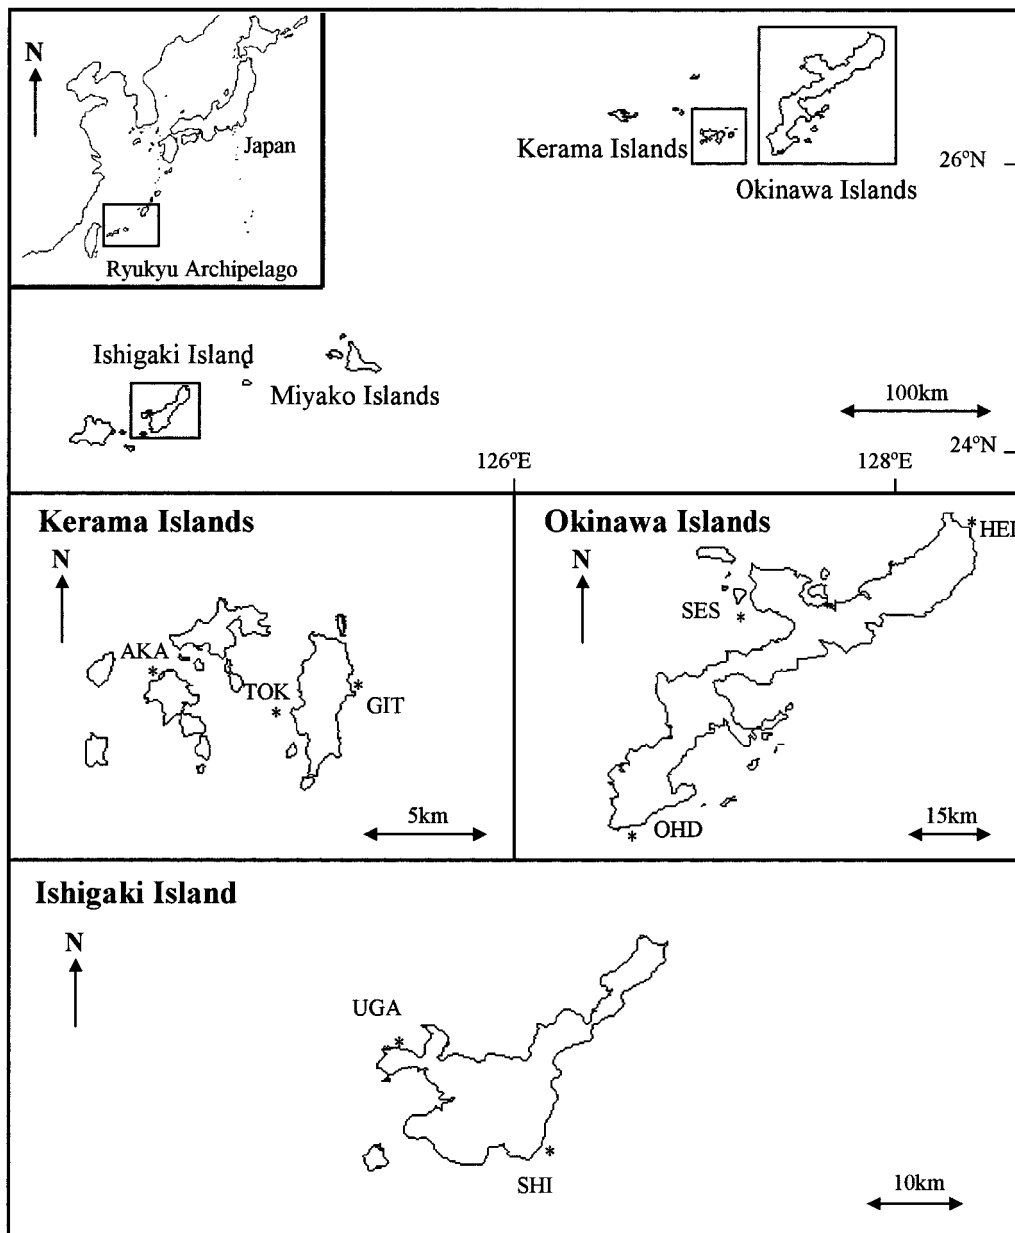 N
Japan
Ryukyu Archipelago
Kerama Islands
Okinawa Islands
26°N
Ishigaki Island
Miyako Islands
100km
24°N
126°E
128°E
Kerama Islands
N
AKA
TOK
GIT
5km
Okinawa Islands
N
HED
SES
OHD
15km
Ishigaki Island
N
UGA
SHI
10km